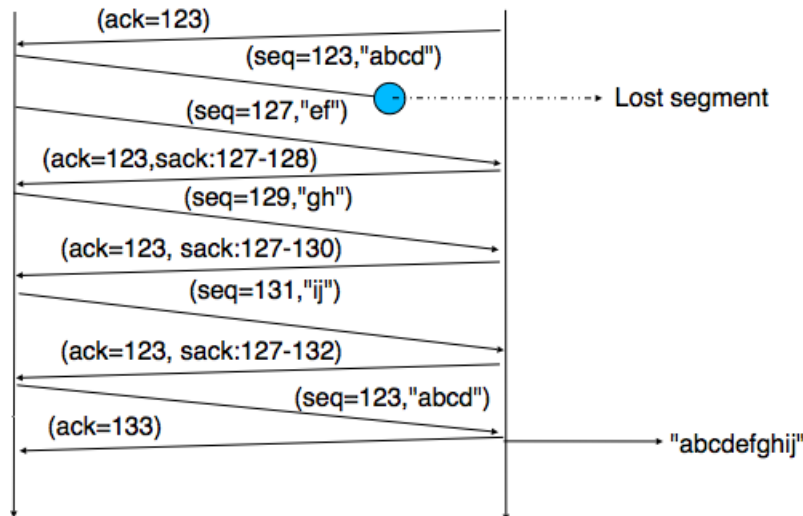 (ack=123)
(seq=123,"abcd")
Lost segment
(seq=127,"ef")
(ack=123,sack:127-128)
(seq=129,"gh")
(ack=123, sack:127-130)
(seq=131,"ij")
(ack=123, sack:127-132)
(seq=123,"abcd")
(ack=133)
"abcdefghij"